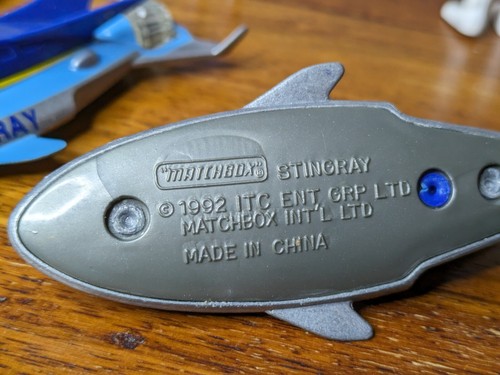 "MATCHBOX" STINGRAY
© 1992 ITC ENT. GRP LTD
MATCHBOX INT'L LTD
MADE IN CHINA
RAY